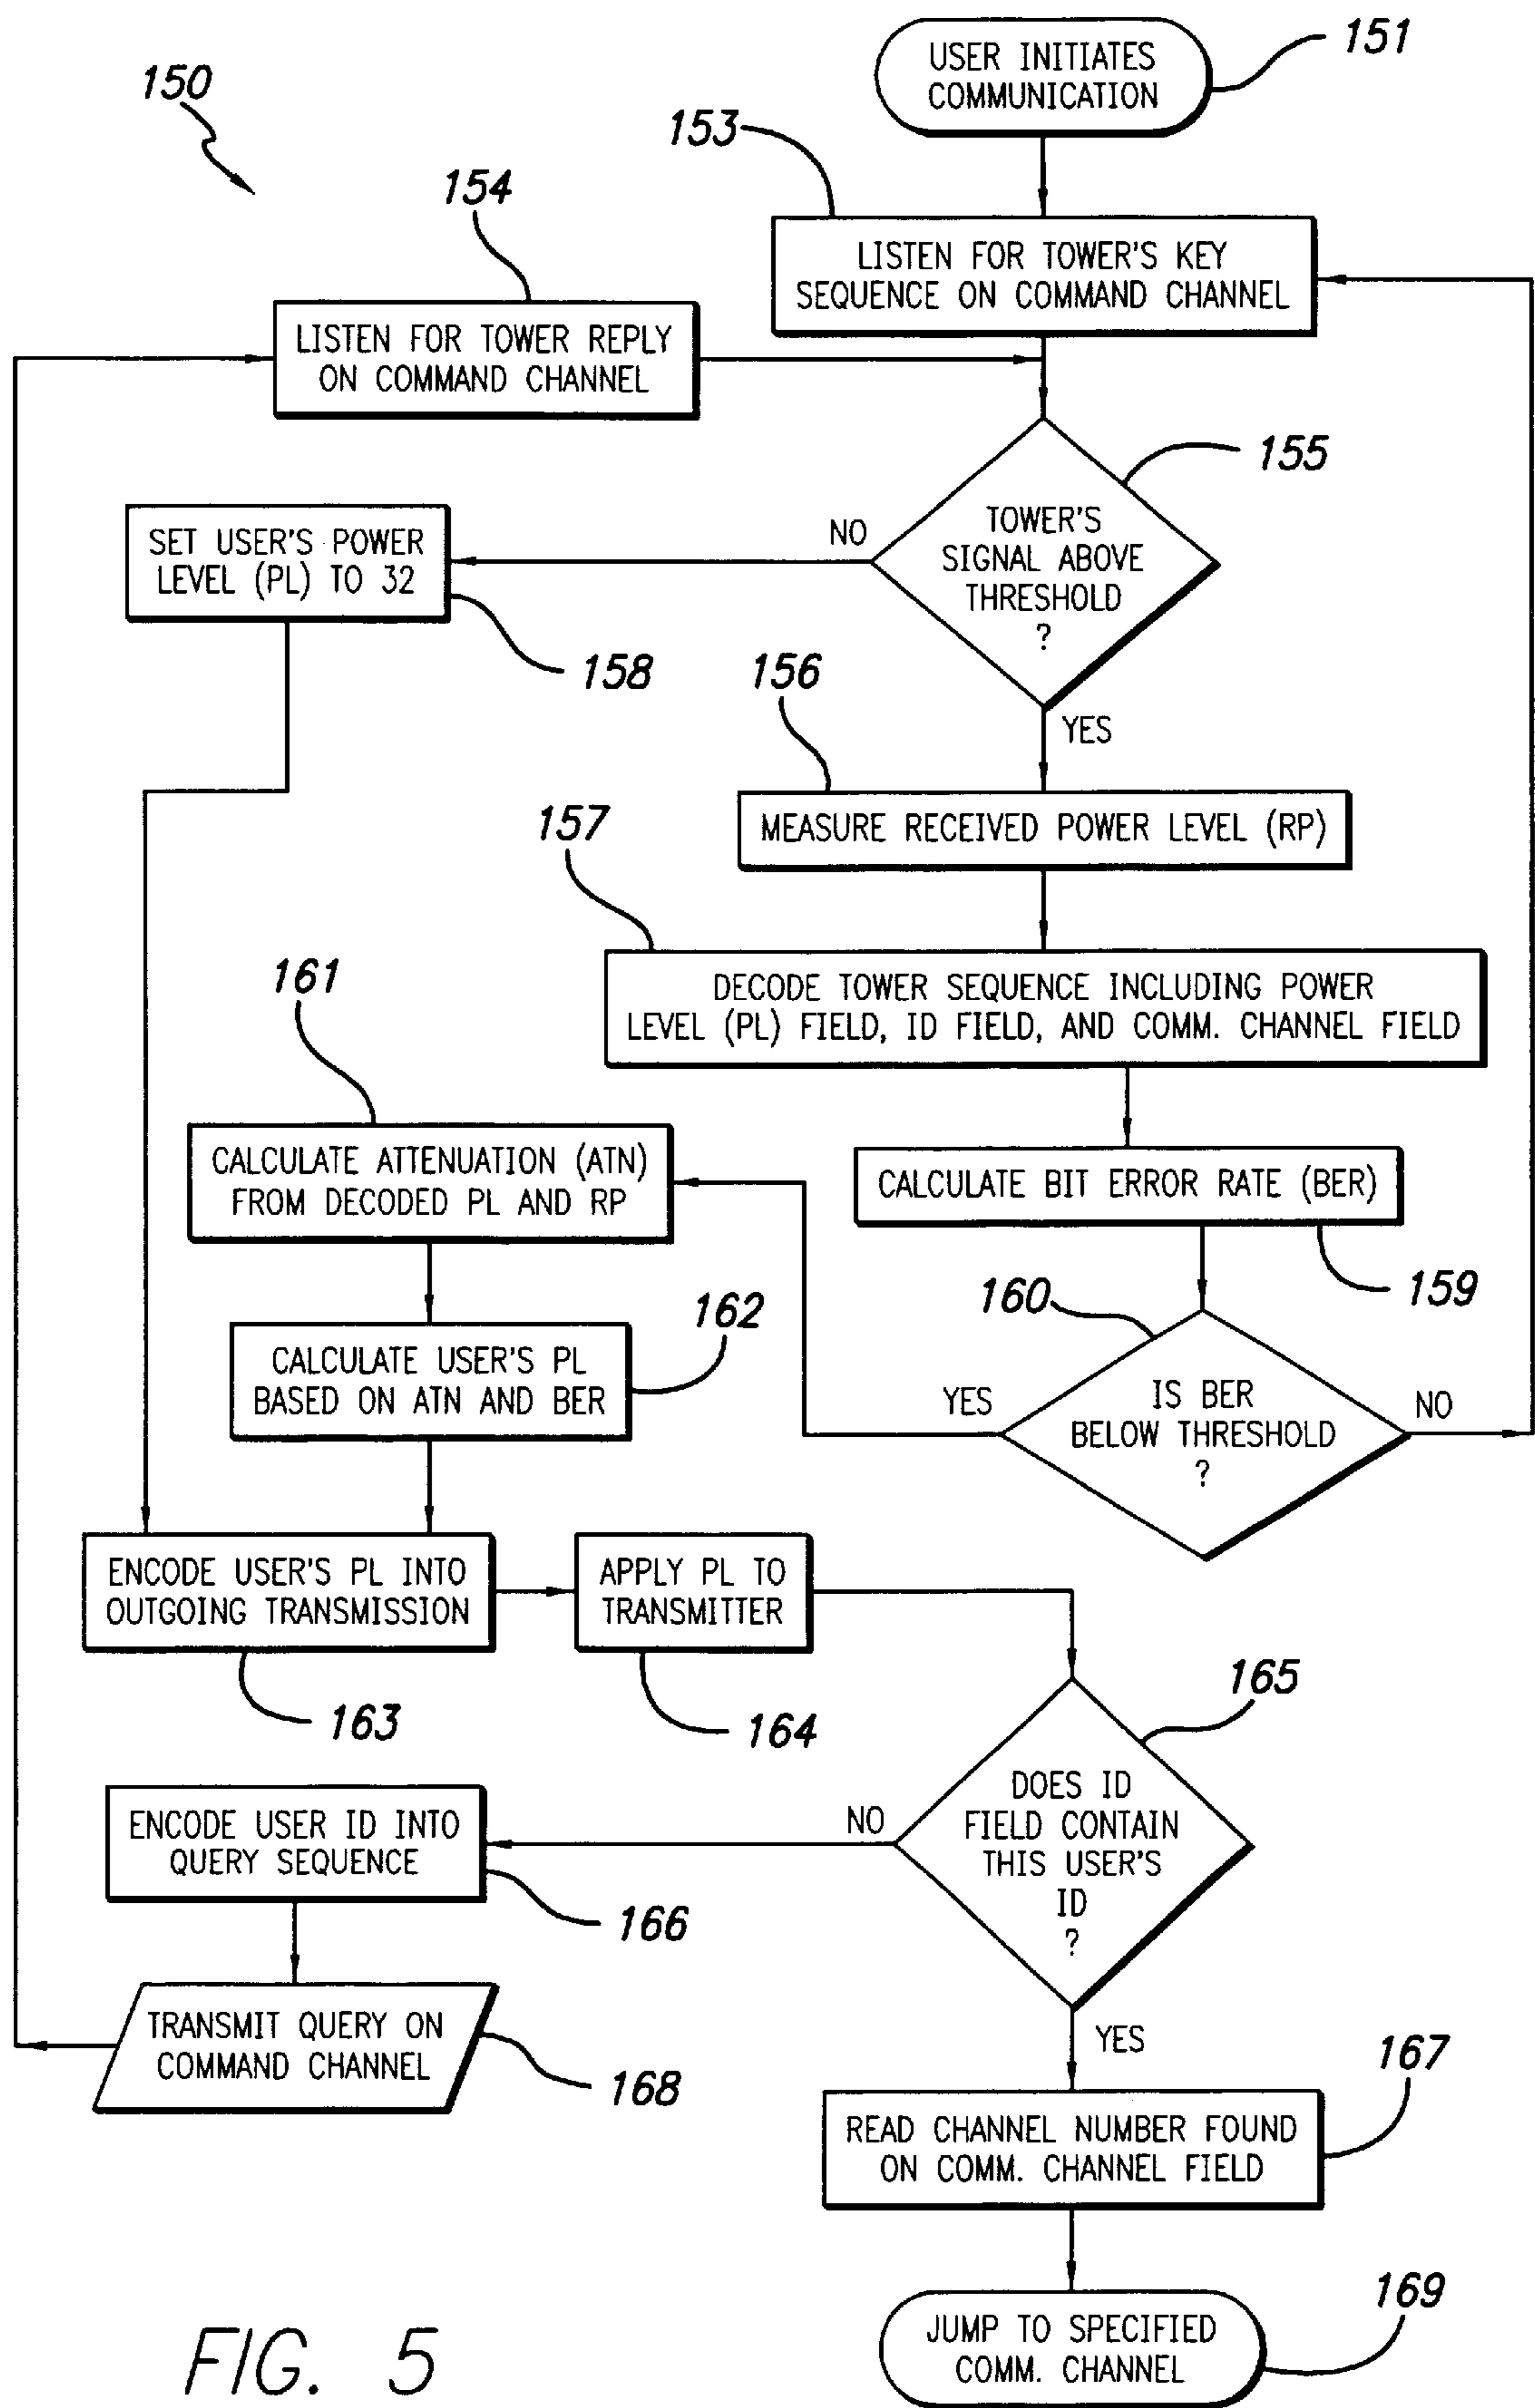 USER INITIATES
COMMUNICATION
151
150
153
LISTEN FOR TOWER'S KEY
SEQUENCE ON COMMAND CHANNEL
154
LISTEN FOR TOWER REPLY
ON COMMAND CHANNEL
155
TOWER'S
SIGNAL ABOVE
THRESHOLD
?
NO
YES
SET USER'S POWER
LEVEL (PL) TO 32
158
156
MEASURE RECEIVED POWER LEVEL (RP)
157
DECODE TOWER SEQUENCE INCLUDING POWER
LEVEL (PL) FIELD, ID FIELD, AND COMM. CHANNEL FIELD
161
CALCULATE ATTENUATION (ATN)
FROM DECODED PL AND RP
CALCULATE BIT ERROR RATE (BER)
159
160
IS BER
BELOW THRESHOLD
?
YES
NO
162
CALCULATE USER'S PL
BASED ON ATN AND BER
ENCODE USER'S PL INTO
OUTGOING TRANSMISSION
163
APPLY PL TO
TRANSMITTER
164
165
DOES ID
FIELD CONTAIN
THIS USER'S
ID
?
NO
YES
ENCODE USER ID INTO
QUERY SEQUENCE
166
TRANSMIT QUERY ON
COMMAND CHANNEL
168
167
READ CHANNEL NUMBER FOUND
ON COMM. CHANNEL FIELD
169
JUMP TO SPECIFIED
COMM. CHANNEL
FIG. 5